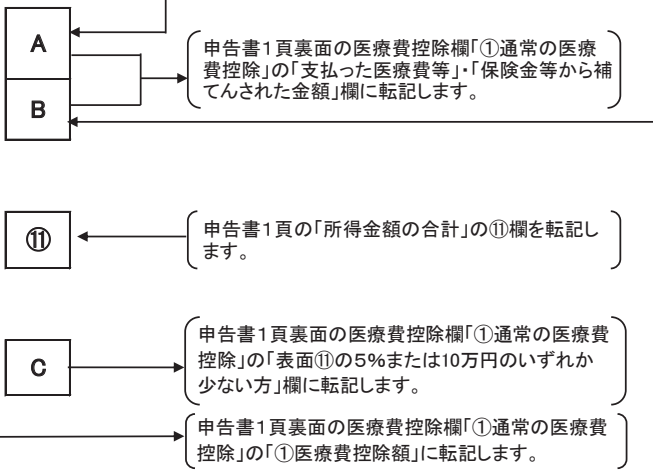 A
B
申告書1頁裏面の医療費控除欄「①通常の医療
費控除」の「支払った医療費等」・「保険金等から補
てんされた金額」欄に転記します。
⑪
申告書1頁の「所得金額の合計」の⑪欄を転記し
ます。
C
申告書1頁裏面の医療費控除欄「①通常の医療費
控除」の「表面⑪の5%または10万円のいずれか
少ない方」欄に転記します。
申告書1頁裏面の医療費控除欄「①通常の医療費
控除」の「①医療費控除額」に転記します。